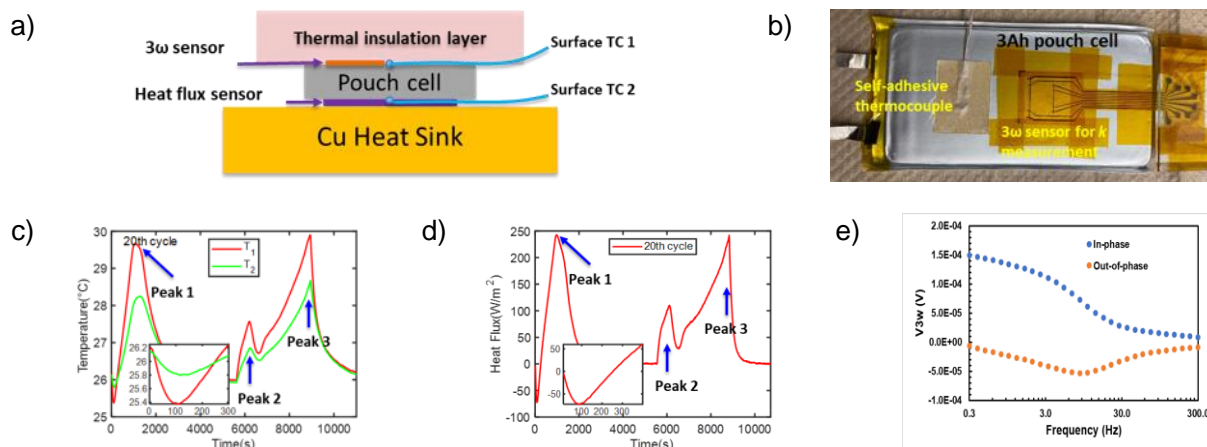 a)
Thermal insulation layer
3ω sensor
Surface TC 1
Pouch cell
Heat flux sensor
Surface TC 2
Cu Heat Sink
b)
3Ah pouch cell
Self-adhesive
thermocouple
3ω sensor for k
measurement
c)
30
29
28
27
26
25
Temperature(°C)
20th cycle
T1
T2
Peak 1
Peak 2
Peak 3
26.2
25.8
25.4
0 100 200 300
0 2000 4000 6000 8000 10000
Time(s)
d)
250
200
150
100
50
0
-50
-100
Heat Flux(W/m²)
20th cycle
Peak 1
Peak 2
Peak 3
50
0
-50
100 200 300
0 2000 4000 6000 8000 10000
Time(s)
e)
2.0E-04
1.5E-04
1.0E-04
5.0E-05
0.0E+00
-5.0E-05
-1.0E-04
V3w (V)
In-phase
Out-of-phase
0.3 3.0 30.0 300.0
Frequency (Hz)